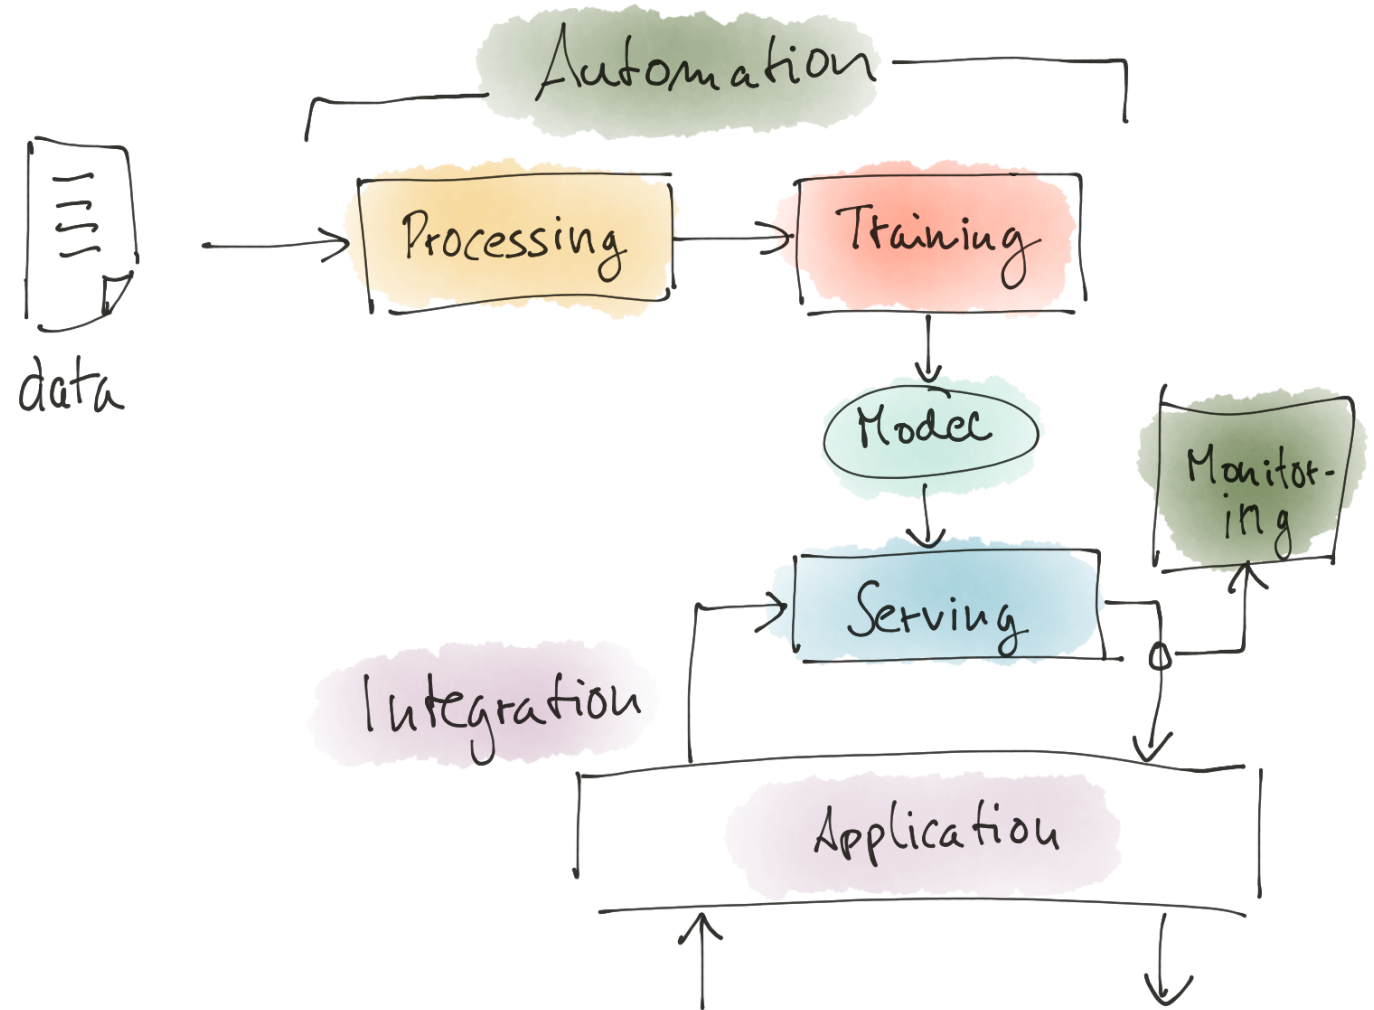 Automation
Processing
Training
data
Model
Monitor-
ing
Serving
Integration
Application